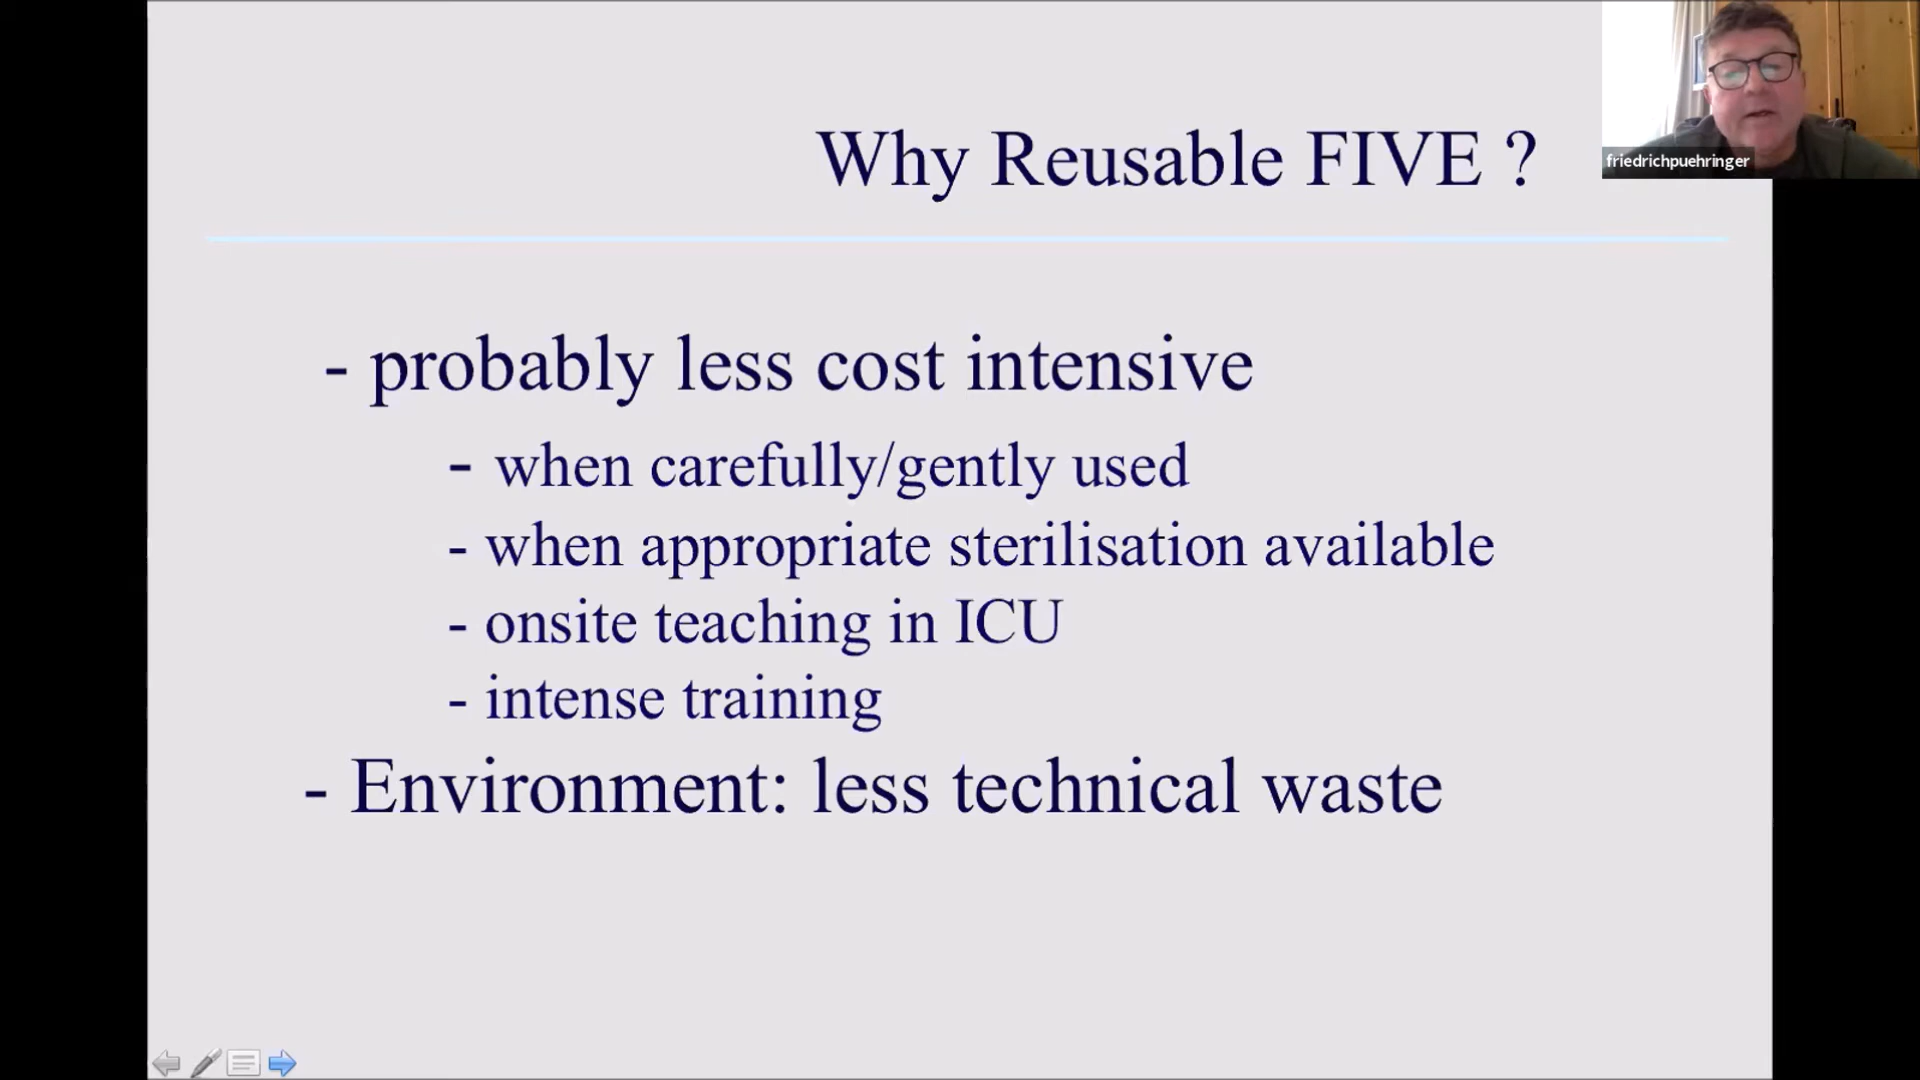 Why Reusable FIVE ?
friedrichpuehringer
- probably less cost intensive
- when carefully/gently used
- when appropriate sterilisation available
- onsite teaching in ICU
- intense training
- Environment: less technical waste